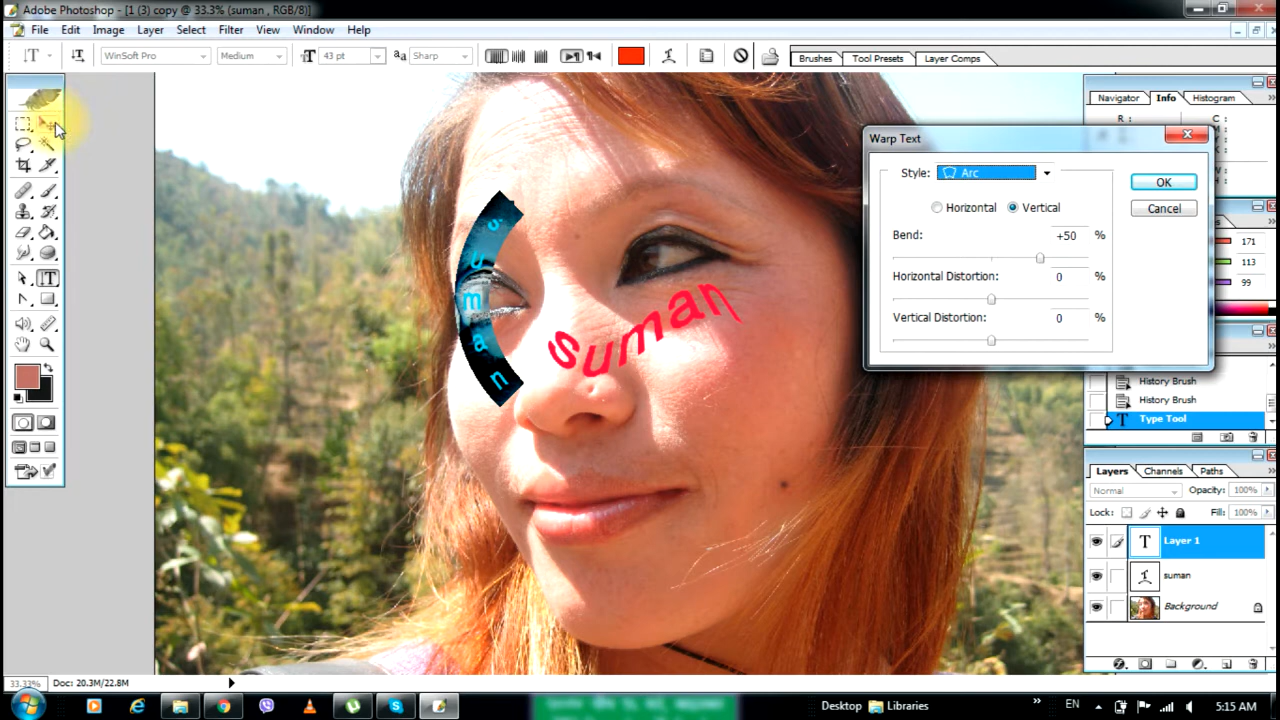 Adobe Photoshop - [1 (3) copy @ 33.3% (suman , RGB/8)]
File Edit Image Layer Select Filter View Window Help
WinSoft Pro Medium 43 pt Sharp Brushes Tool Presets Layer Comps
Navigator Info Histogram
R : C :
M :
Y :
K :
Warp Text
Style: Arc
Horizontal Vertical
Bend: +50 %
Horizontal Distortion: 0 %
Vertical Distortion: 0 %
OK
Cancel
171
113
99
suman
suman
History Brush
History Brush
Type Tool
Layers Channels Paths
Normal Opacity: 100%
Lock: Fill: 100%
Layer 1
suman
Background
33.33% Doc: 20.3M/22.8M
Desktop Libraries EN 5:15 AM